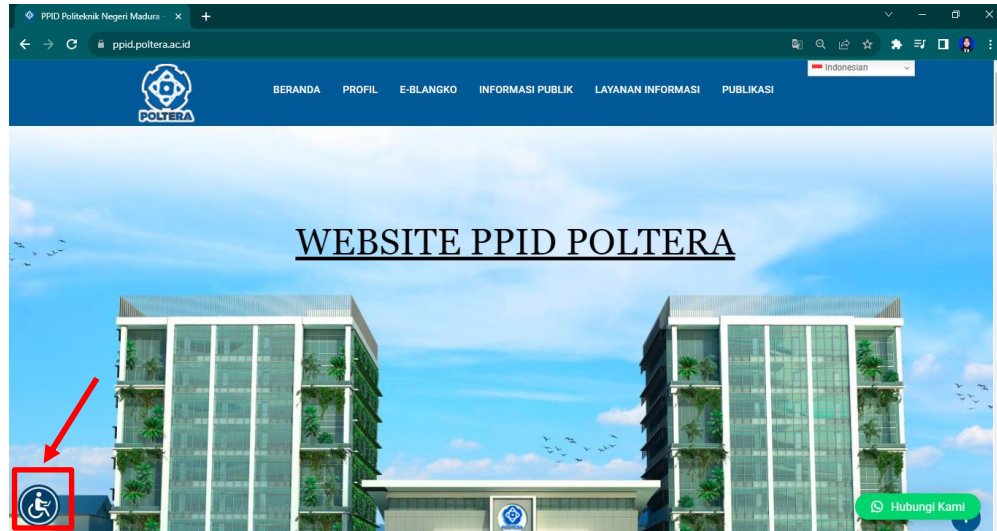 PPID Politeknik Negeri Madura -
ppid.poltera.ac.id
Indonesian
POLTERA
BERANDA PROFIL E-BLANGKO INFORMASI PUBLIK LAYANAN INFORMASI PUBLIKASI
WEBSITE PPID POLTERA
Hubungi Kami